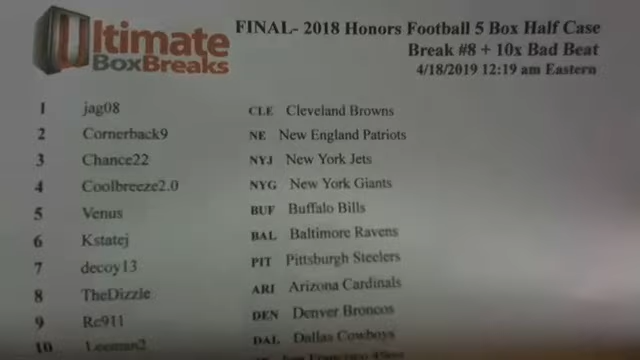 Ultimate
BoxBreaks
FINAL- 2018 Honors Football 5 Box Half Case
Break #8 + 10x Bad Beat
4/18/2019 12:19 am Eastern
1 jag08 CLE Cleveland Browns
2 Cornerback9 NE New England Patriots
3 Chance22 NYJ New York Jets
4 Coolbreeze2.0 NYG New York Giants
5 Venus BUF Buffalo Bills
6 Kstatej BAL Baltimore Ravens
7 decoy13 PIT Pittsburgh Steelers
8 TheDizzle ARI Arizona Cardinals
9 Rc911 DEN Denver Broncos
10 Leeman2 DAL Dallas Cowboys
San Francisco